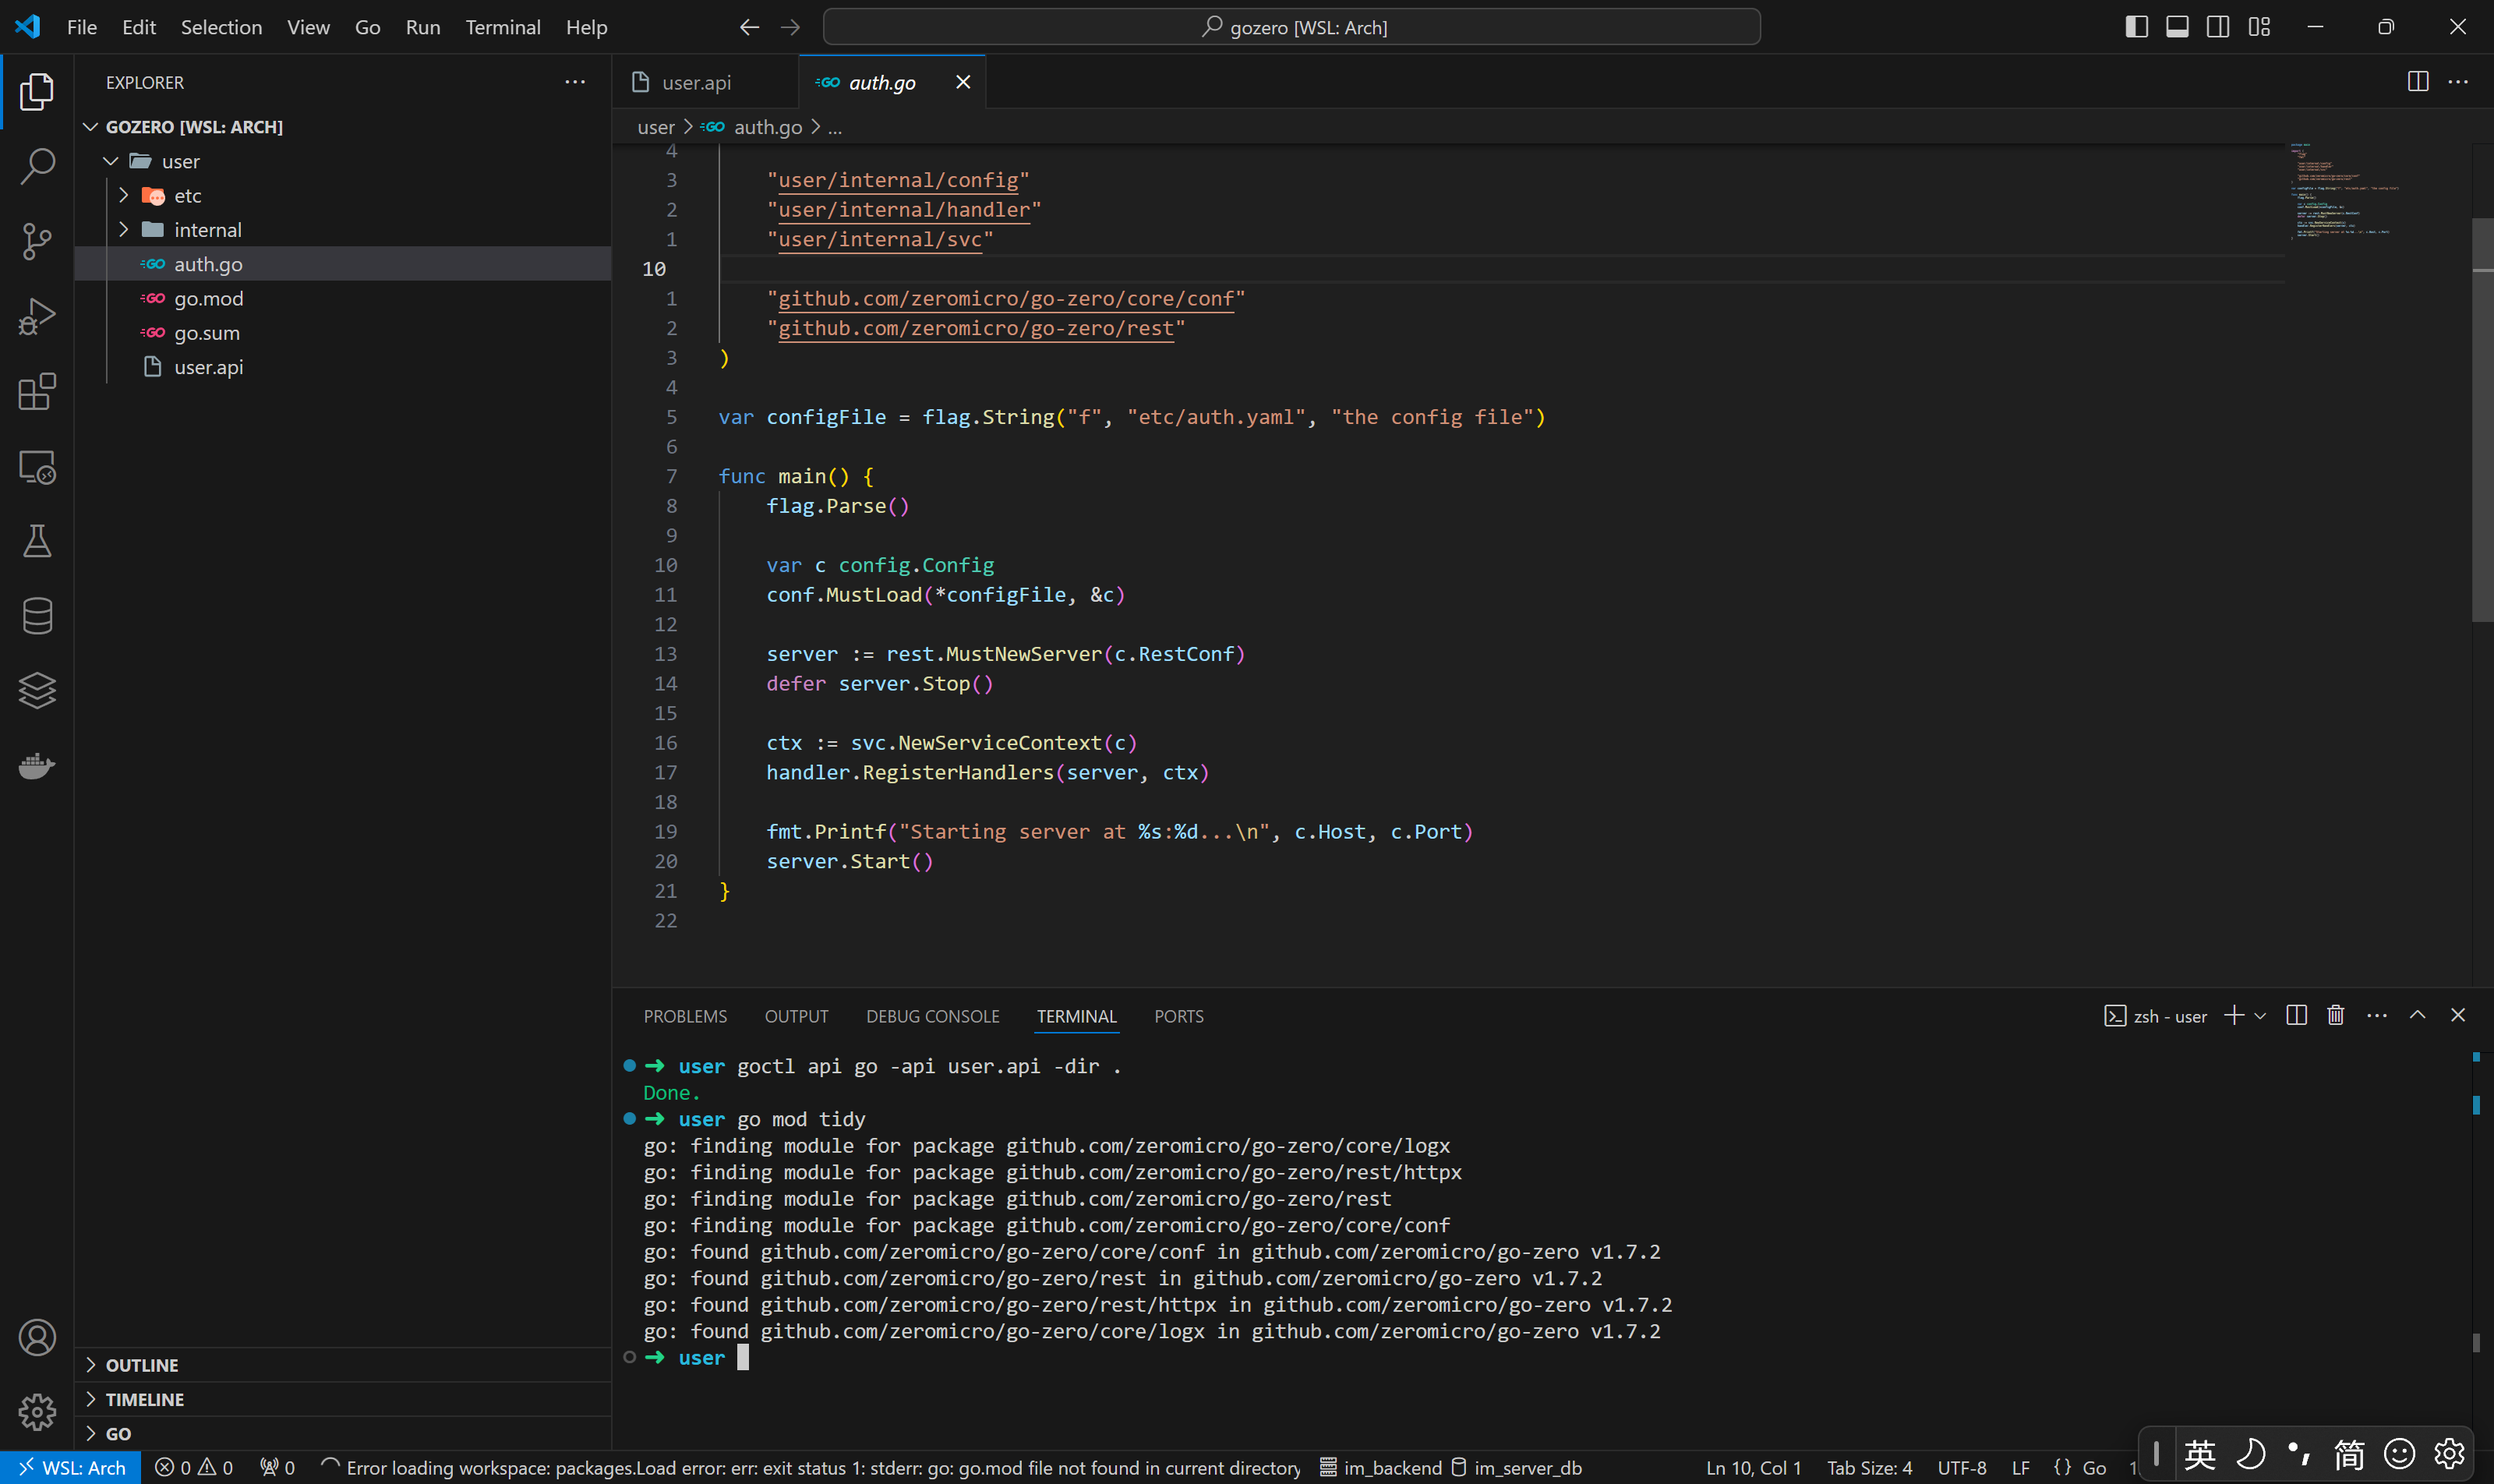 File Edit Selection View Go Run Terminal Help
gozero [WSL: Arch]
EXPLORER
GOZERO [WSL: ARCH]
user
etc
internal
auth.go
go.mod
go.sum
user.api
OUTLINE
TIMELINE
GO
user.api
auth.go
user > auth.go > ...
4
3 "user/internal/config"
2 "user/internal/handler"
1 "user/internal/svc"
10
1 "github.com/zeromicro/go-zero/core/conf"
2 "github.com/zeromicro/go-zero/rest"
3 )
4
5 var configFile = flag.String("f", "etc/auth.yaml", "the config file")
6
7 func main() {
8 flag.Parse()
9
10 var c config.Config
11 conf.MustLoad(*configFile, &c)
12
13 server := rest.MustNewServer(c.RestConf)
14 defer server.Stop()
15
16 ctx := svc.NewServiceContext(c)
17 handler.RegisterHandlers(server, ctx)
18
19 fmt.Printf("Starting server at %s:%d...\n", c.Host, c.Port)
20 server.Start()
21 }
22
PROBLEMS OUTPUT DEBUG CONSOLE TERMINAL PORTS
zsh - user
➜ user goctl api go -api user.api -dir .
Done.
➜ user go mod tidy
go: finding module for package github.com/zeromicro/go-zero/core/logx
go: finding module for package github.com/zeromicro/go-zero/rest/httpx
go: finding module for package github.com/zeromicro/go-zero/rest
go: finding module for package github.com/zeromicro/go-zero/core/conf
go: found github.com/zeromicro/go-zero/core/conf in github.com/zeromicro/go-zero v1.7.2
go: found github.com/zeromicro/go-zero/rest in github.com/zeromicro/go-zero v1.7.2
go: found github.com/zeromicro/go-zero/rest/httpx in github.com/zeromicro/go-zero v1.7.2
go: found github.com/zeromicro/go-zero/core/logx in github.com/zeromicro/go-zero v1.7.2
➜ user
WSL: Arch 0 0 0 Error loading workspace: packages.Load error: err: exit status 1: stderr: go: go.mod file not found in current directory im_backend im_server_db Ln 10, Col 1 Tab Size: 4 UTF-8 LF {} Go
英 简